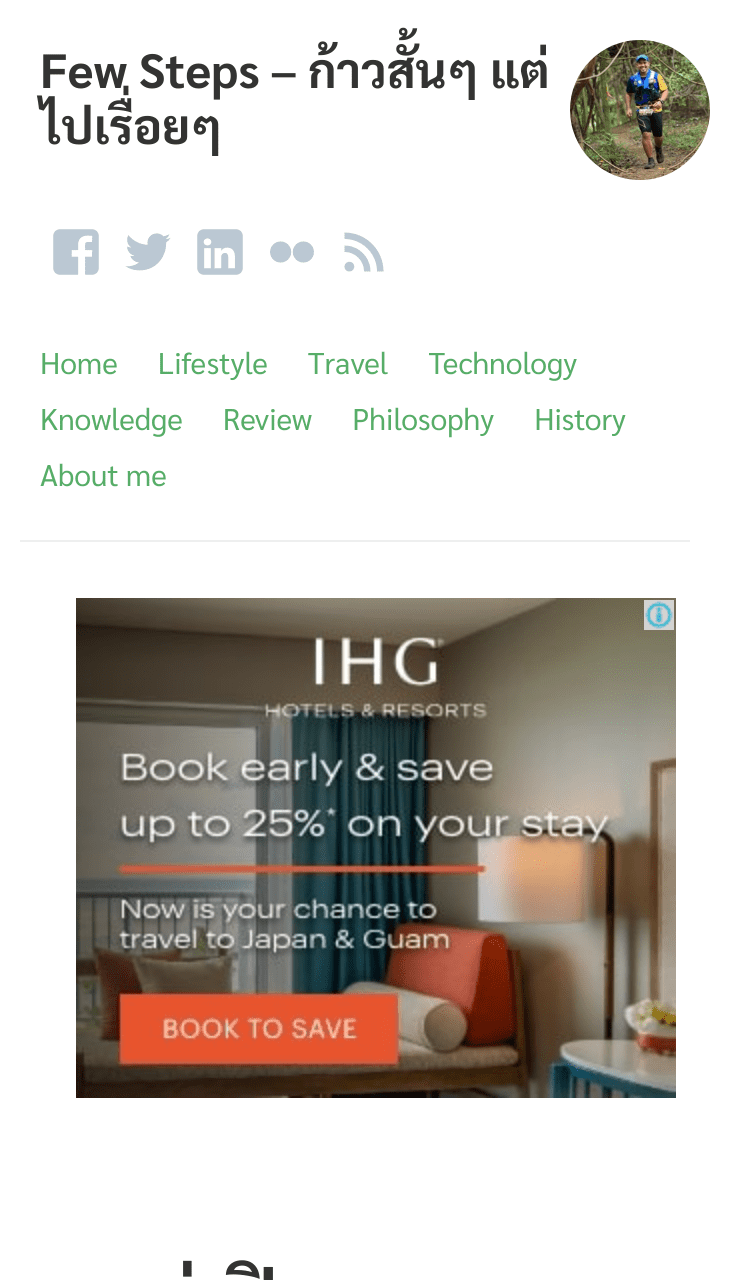 Few Steps – ก้าวสั้นๆ แต่
ไปเรื่อยๆ
Home Lifestyle Travel Technology
Knowledge Review Philosophy History
About me
IHG
HOTELS & RESORTS
Book early & save
up to 25%* on your stay
Now is your chance to
travel to Japan & Guam
BOOK TO SAVE